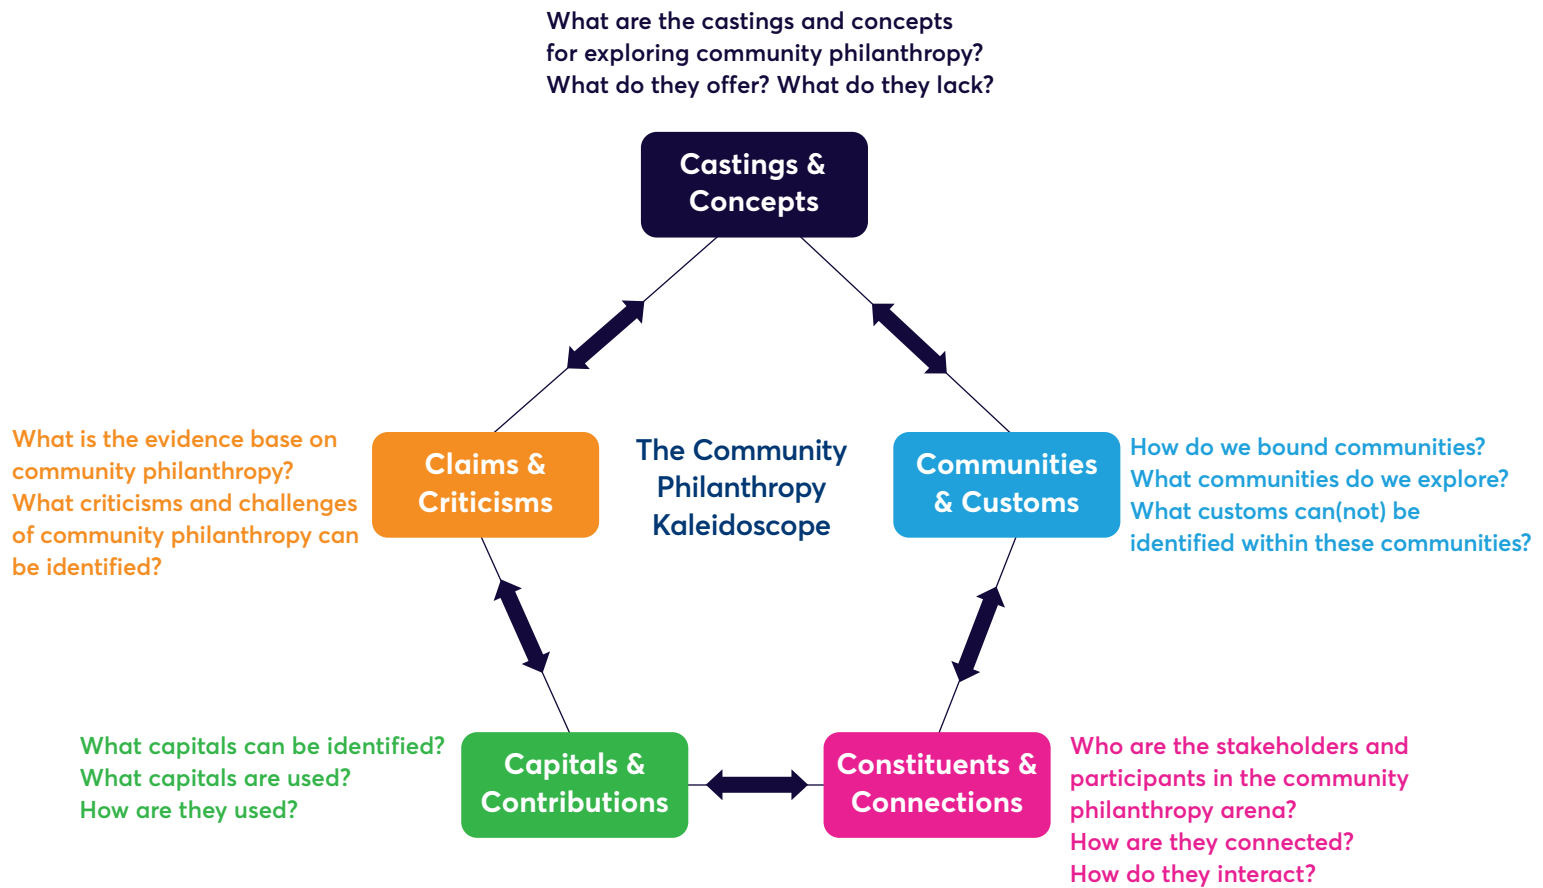 What are the castings and concepts
for exploring community philanthropy?
What do they offer? What do they lack?
Castings &
Concepts
What is the evidence base on
community philanthropy?
What criticisms and challenges
of community philanthropy can
be identified?
Claims &
Criticisms
The Community
Philanthropy
Kaleidoscope
Communities
& Customs
How do we bound communities?
What communities do we explore?
What customs can(not) be
identified within these communities?
What capitals can be identified?
What capitals are used?
How are they used?
Capitals &
Contributions
Constituents &
Connections
Who are the stakeholders and
participants in the community
philanthropy arena?
How are they connected?
How do they interact?